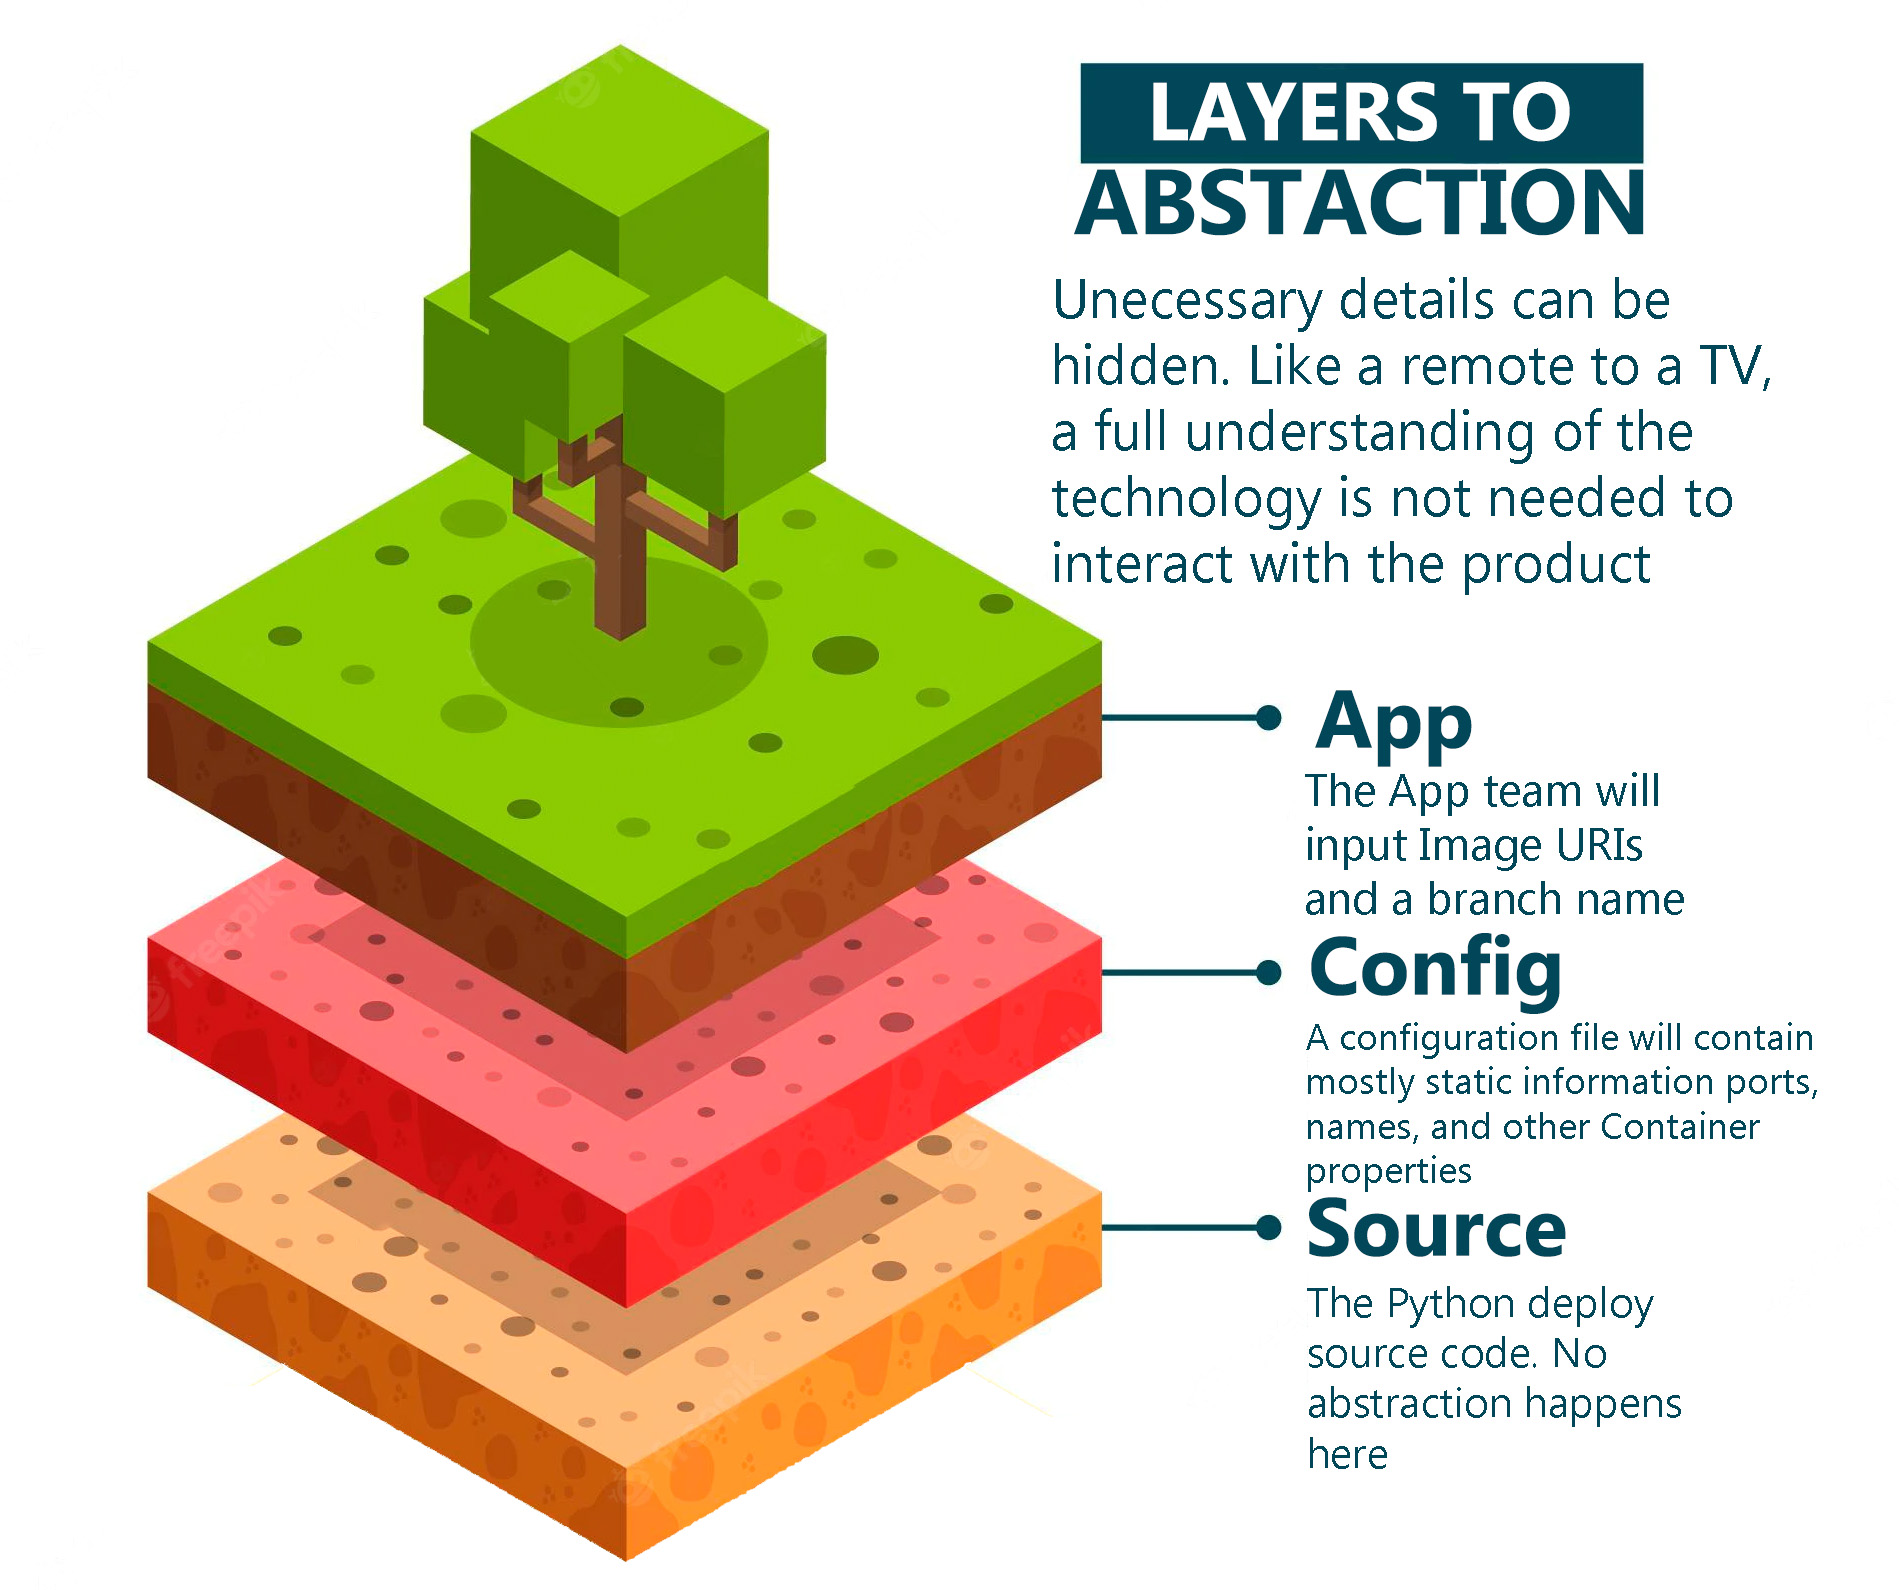 LAYERS TO
ABSTACTION
Unecessary details can be
hidden. Like a remote to a TV,
a full understanding of the
technology is not needed to
interact with the product
App
The App team will
input Image URIs
and a branch name
Config
A configuration file will contain
mostly static information ports,
names, and other Container
properties
Source
The Python deploy
source code. No
abstraction happens
here
freepik
freepik